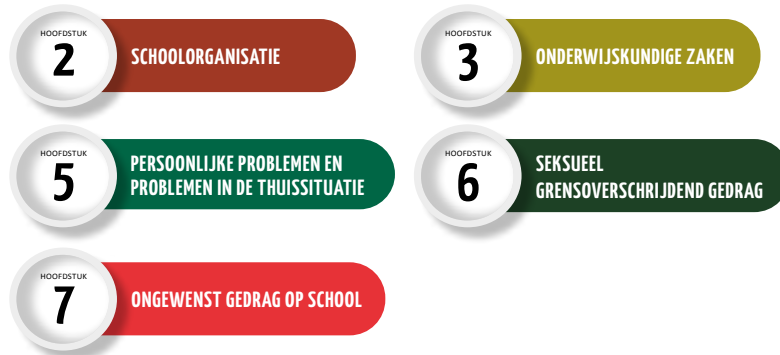 HOOFDSTUK
2
SCHOOLORGANISATIE
HOOFDSTUK
3
ONDERWIJSKUNDIGE ZAKEN
HOOFDSTUK
5
PERSOONLIJKE PROBLEMEN EN
PROBLEMEN IN DE THUISSITUATIE
HOOFDSTUK
6
SEKSUEEL
GRENSOVERSCHRIJDEND GEDRAG
HOOFDSTUK
7
ONGEWENST GEDRAG OP SCHOOL